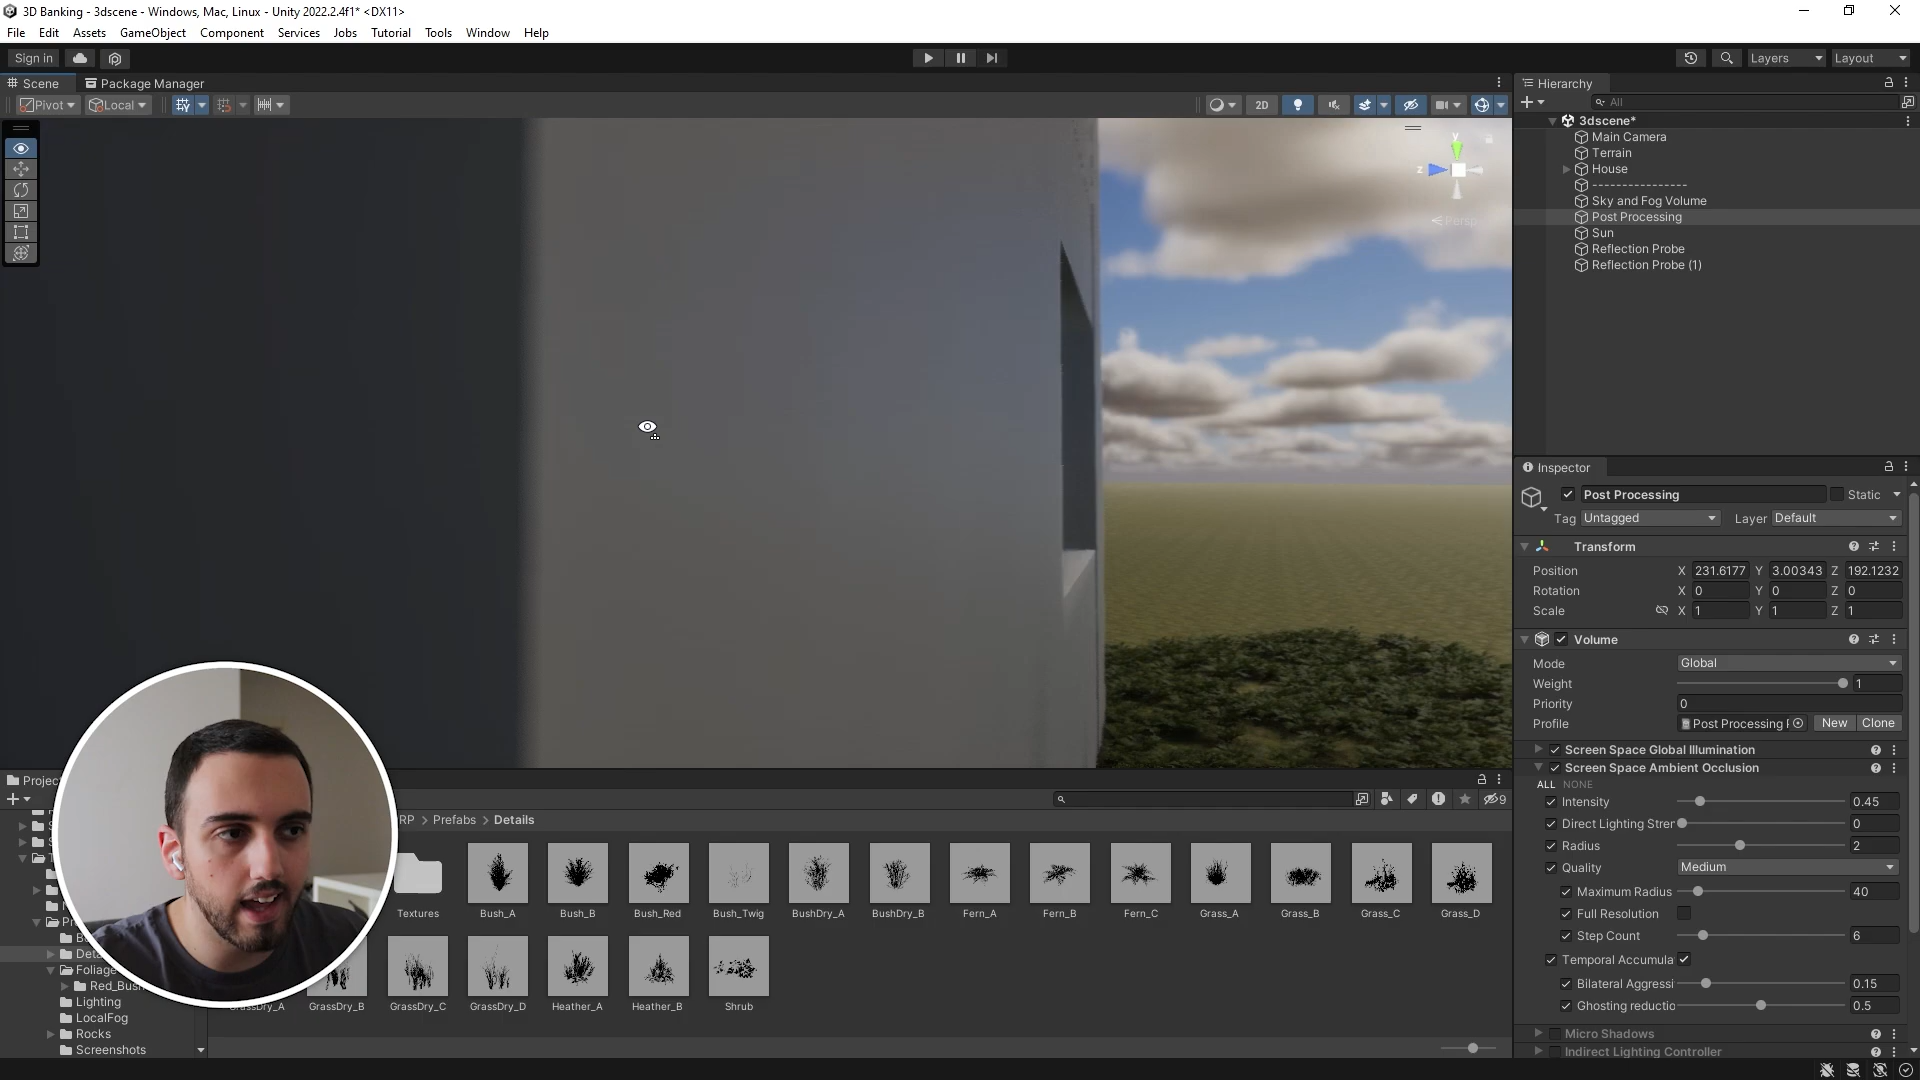 3D Banking - 3dscene - Windows, Mac, Linux - Unity 2022.2.4f1* <DX11>
File Edit Assets GameObject Component Services Jobs Tutorial Tools Window Help
Sign in
Layers
Layout
Scene
Package Manager
Pivot
Local
2D
y
z
Persp
Hierarchy
All
3dscene*
Main Camera
Terrain
House
----------------
Sky and Fog Volume
Post Processing
Sun
Reflection Probe
Reflection Probe (1)
Inspector
Post Processing
Static
Tag Untagged Layer Default
Transform
Position X 231.6177 Y 3.00343 Z 192.1232
Rotation X 0 Y 0 Z 0
Scale X 1 Y 1 Z 1
Volume
Mode Global
Weight 1
Priority 0
Profile Post Processing New Clone
Screen Space Global Illumination
Screen Space Ambient Occlusion
ALL NONE
Intensity 0.45
Direct Lighting Stren 0
Radius 2
Quality Medium
Maximum Radius 40
Full Resolution
Step Count 6
Temporal Accumula
Bilateral Aggressi 0.15
Ghosting reductio 0.5
Micro Shadows
Indirect Lighting Controller
Projec
9
RP > Prefabs > Details
Textures Bush_A Bush_B Bush_Red Bush_Twig BushDry_A BushDry_B Fern_A Fern_B Fern_C Grass_A Grass_B Grass_C Grass_D
GrassDry_A GrassDry_B GrassDry_C GrassDry_D Heather_A Heather_B Shrub
Foliage
Red_Bush
Lighting
LocalFog
Rocks
Screenshots